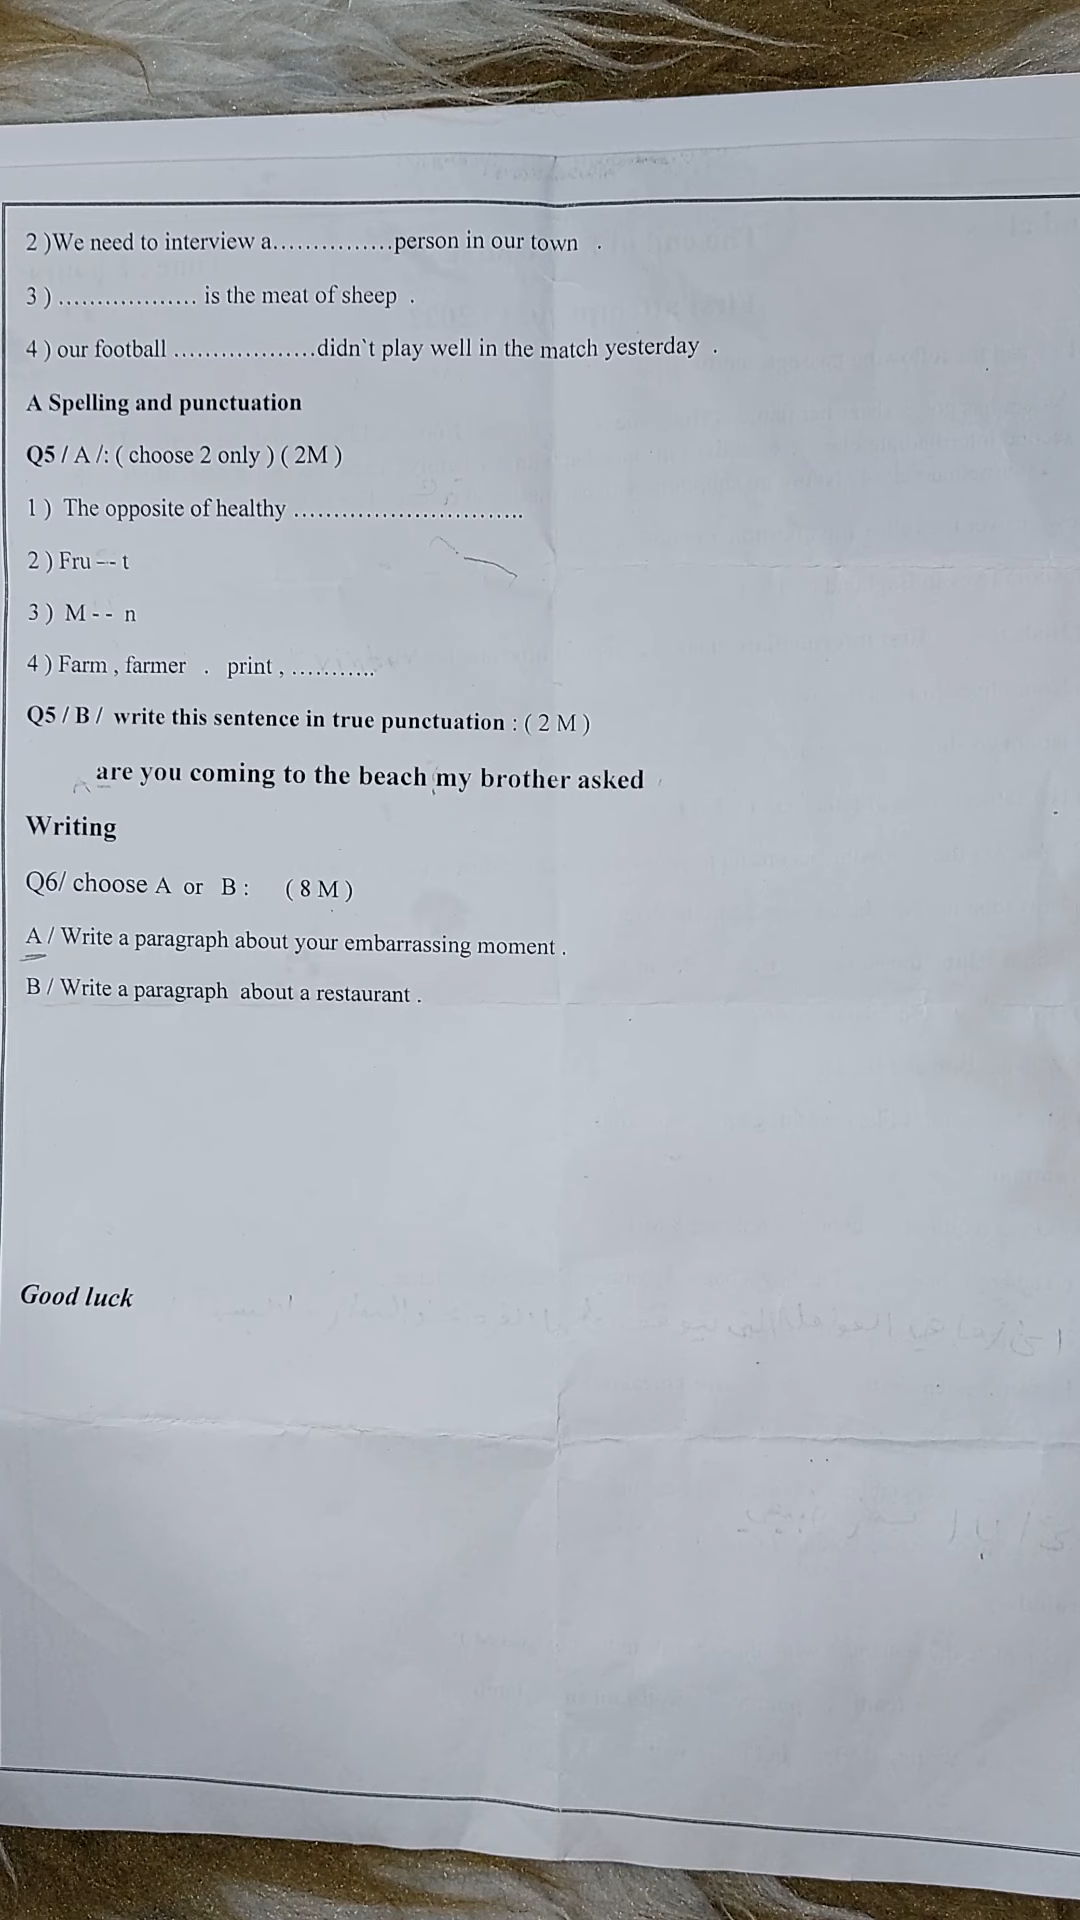 2 )We need to interview a...............person in our town .
3 ) .................. is the meat of sheep .
4 ) our football ..................didn`t play well in the match yesterday .
A Spelling and punctuation
Q5 / A /: ( choose 2 only ) ( 2M )
1 ) The opposite of healthy .............................
2 ) Fru -- t
3 ) M - - n
4 ) Farm , farmer . print , ...........
Q5 / B / write this sentence in true punctuation : ( 2 M )
are you coming to the beach my brother asked
Writing
Q6/ choose A or B : ( 8 M )
A / Write a paragraph about your embarrassing moment .
B / Write a paragraph about a restaurant .
Good luck